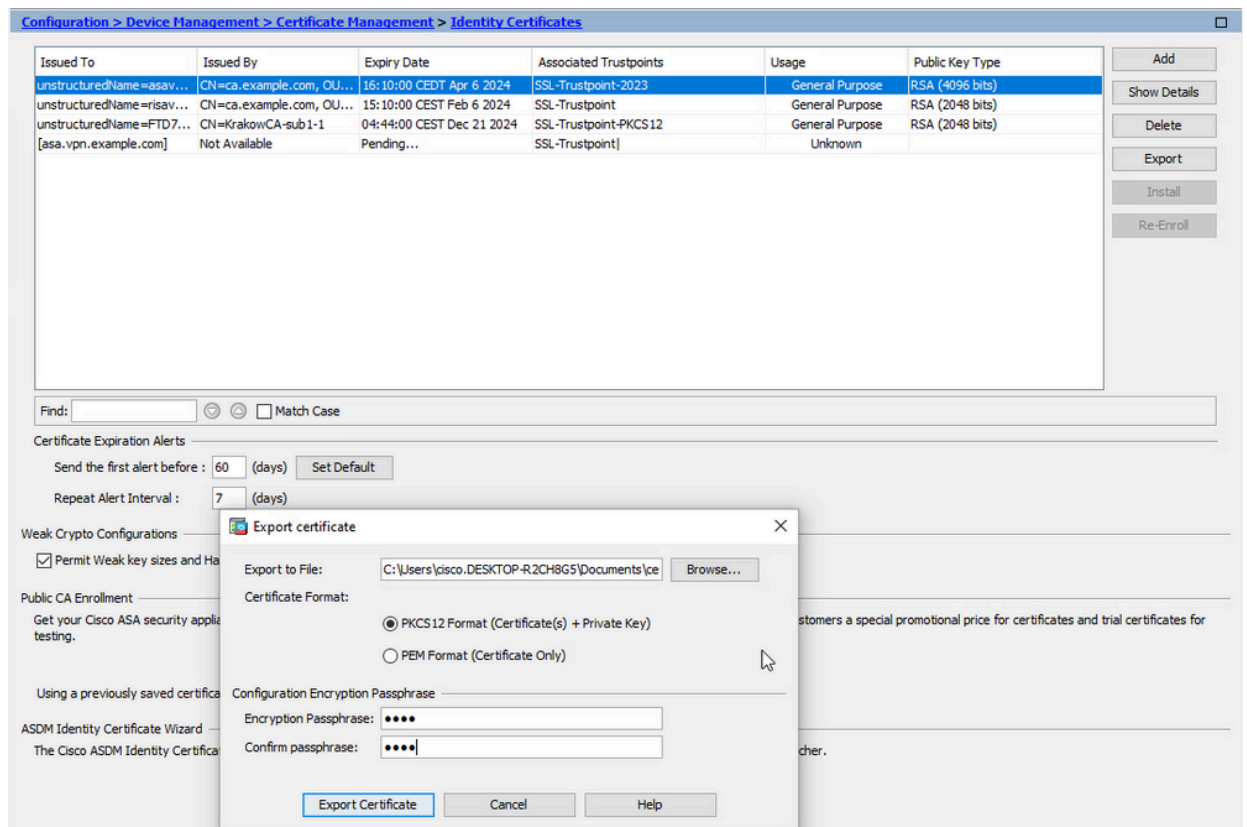 Configuration > Device Management > Certificate Management > Identity Certificates
Issued To Issued By Expiry Date Associated Trustpoints Usage Public Key Type
unstructuredName=asav... CN=ca.example.com, OU... 16:10:00 CEDT Apr 6 2024 SSL-Trustpoint-2023 General Purpose RSA (4096 bits)
unstructuredName=risav... CN=ca.example.com, OU... 15:10:00 CEST Feb 6 2024 SSL-Trustpoint General Purpose RSA (2048 bits)
unstructuredName=FTD7... CN=KrakowCA-sub1-1 04:44:00 CEST Dec 21 2024 SSL-Trustpoint-PKCS12 General Purpose RSA (2048 bits)
[asa.vpn.example.com] Not Available Pending... SSL-Trustpoint| Unknown
Add
Show Details
Delete
Export
Install
Re-Enroll
Find: Match Case
Certificate Expiration Alerts
Send the first alert before : 60 (days) Set Default
Repeat Alert Interval : 7 (days)
Weak Crypto Configurations
Permit Weak key sizes and Ha
Public CA Enrollment
Get your Cisco ASA security applia stomers a special promotional price for certificates and trial certificates for
testing.
Using a previously saved certifica
ASDM Identity Certificate Wizard
The Cisco ASDM Identity Certifica cher.
Export certificate
Export to File: C:\Users\cisco.DESKTOP-R2CH8G5\Documents\ce Browse...
Certificate Format:
PKCS12 Format (Certificate(s) + Private Key)
PEM Format (Certificate Only)
Configuration Encryption Passphrase
Encryption Passphrase: ••••
Confirm passphrase: ••••
Export Certificate Cancel Help